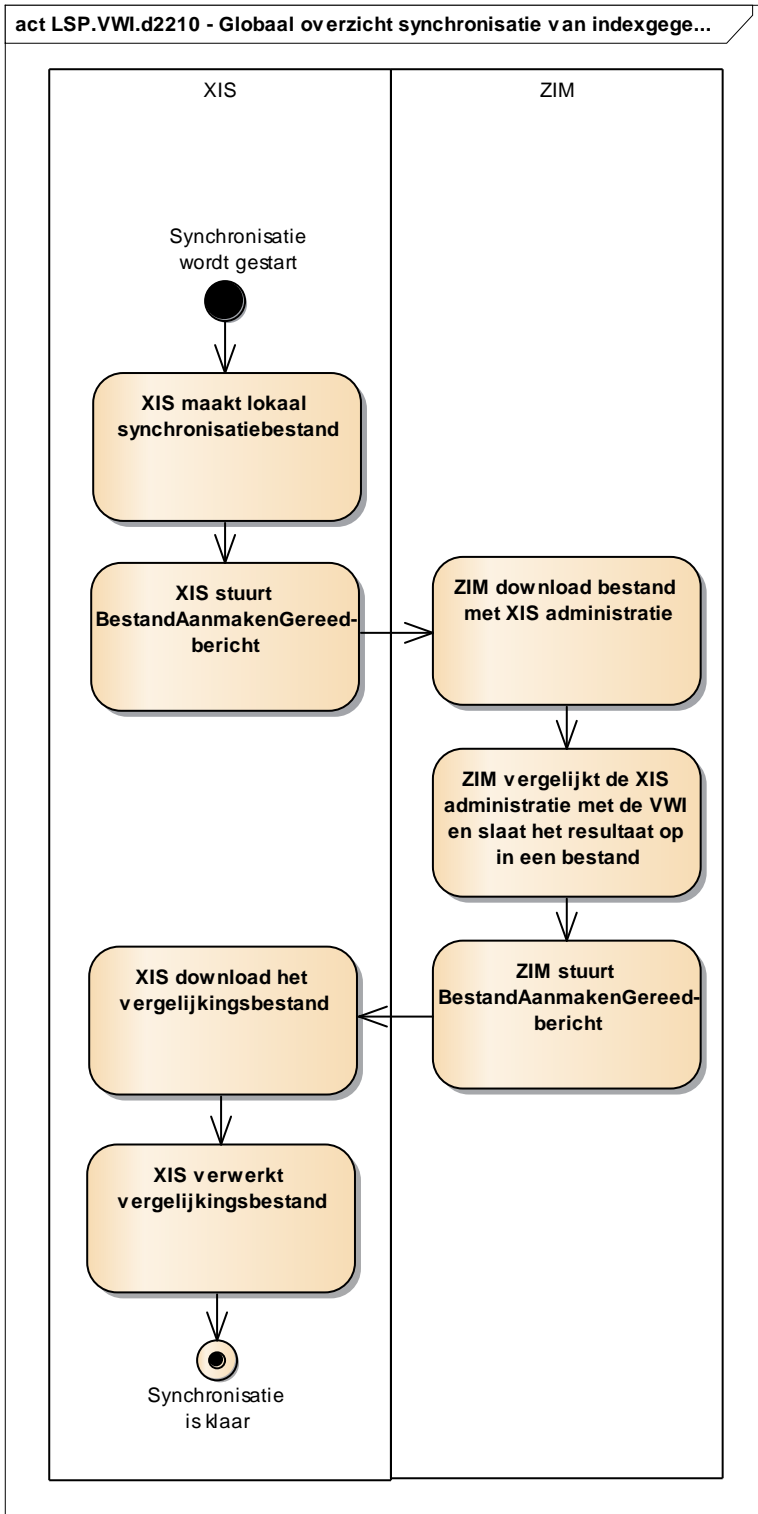 act LSP.VWI.d2210 - Globaal overzicht synchronisatie van indexgege...
XIS
ZIM
Synchronisatie
wordt gestart
XIS maakt lokaal
synchronisatiebestand
XIS stuurt
BestandAanmakenGereed-
bericht
ZIM download bestand
met XIS administratie
ZIM vergelijkt de XIS
administratie met de VWI
en slaat het resultaat op
in een bestand
ZIM stuurt
BestandAanmakenGereed-
bericht
XIS download het
vergelijkingsbestand
XIS verwerkt
vergelijkingsbestand
Synchronisatie
is klaar